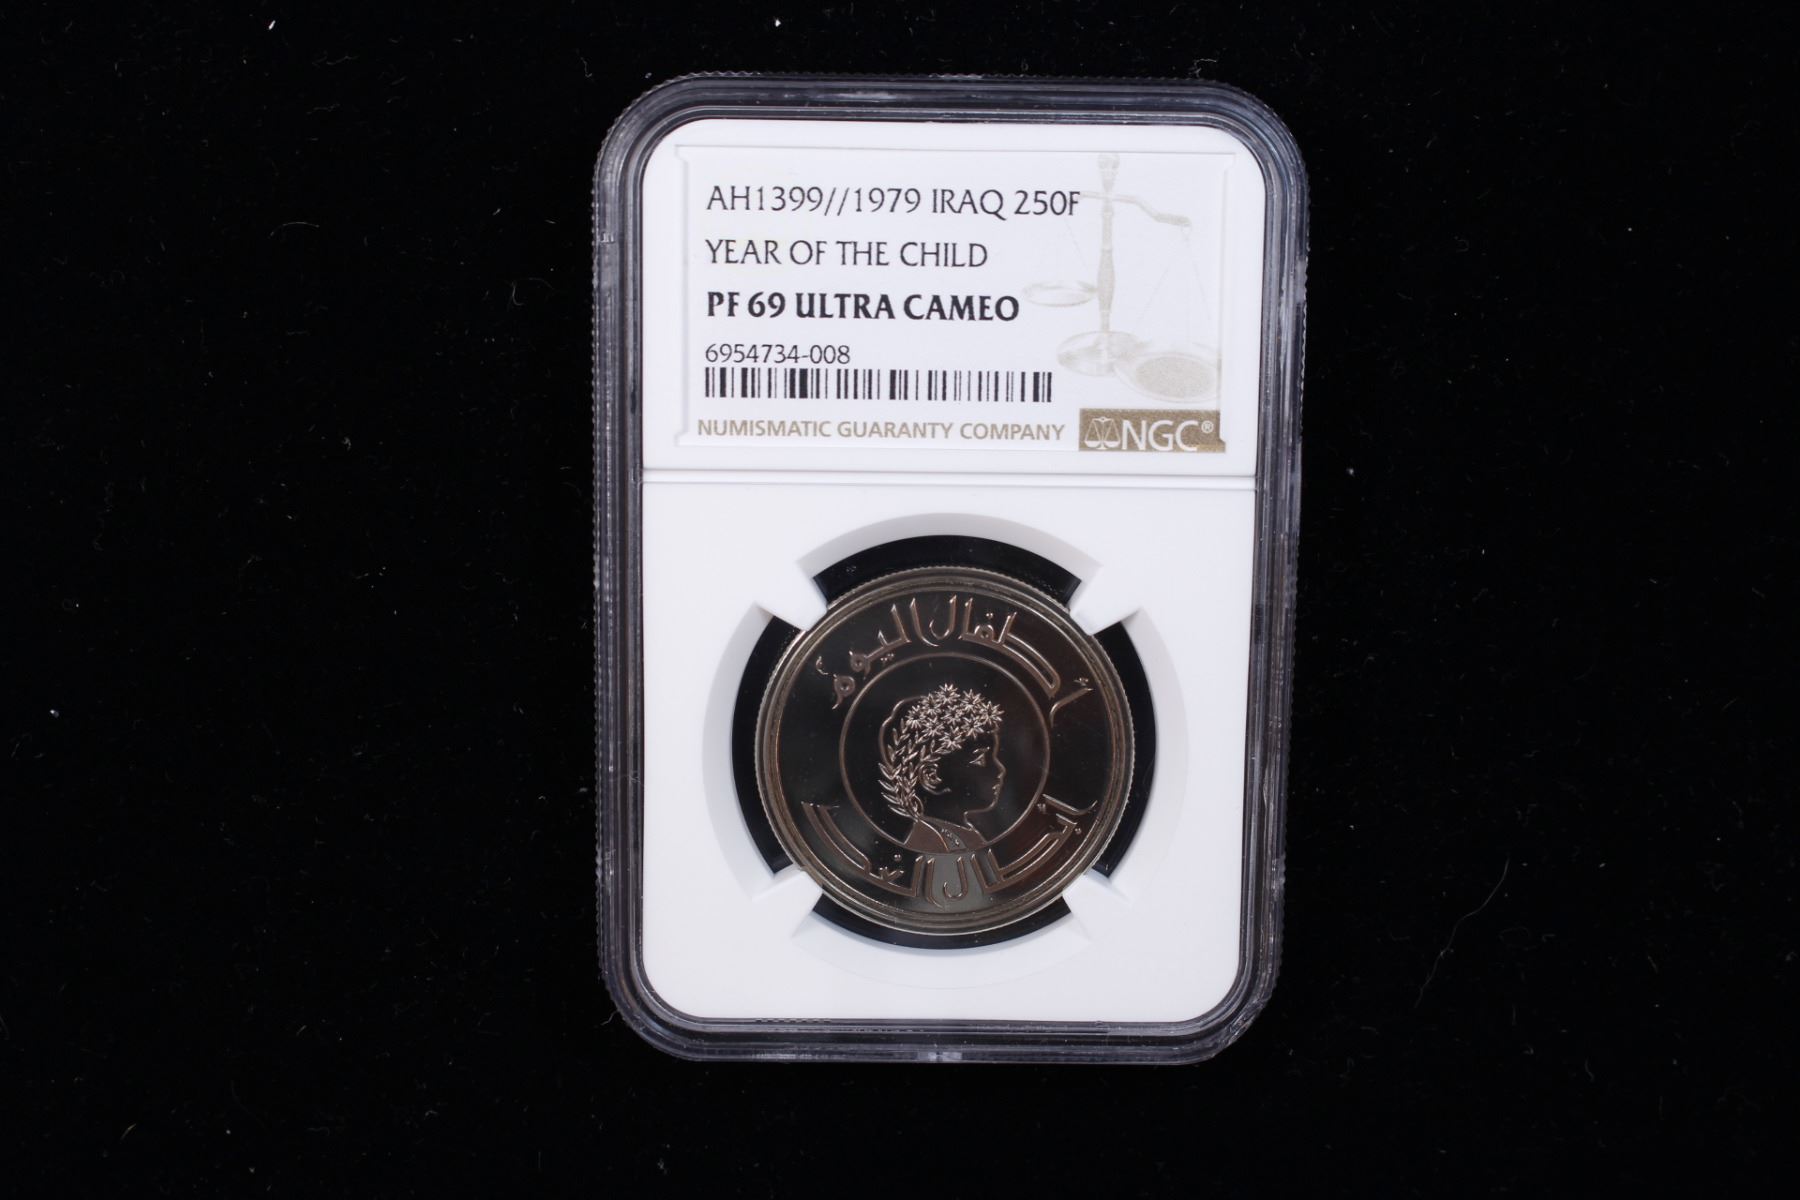 AH1399//1979 IRAQ 250F
YEAR OF THE CHILD
PF 69 ULTRA CAMEO
6954734-008
NUMISMATIC GUARANTY COMPANY
NGC®
أطفال اليوم
أبطال الغد